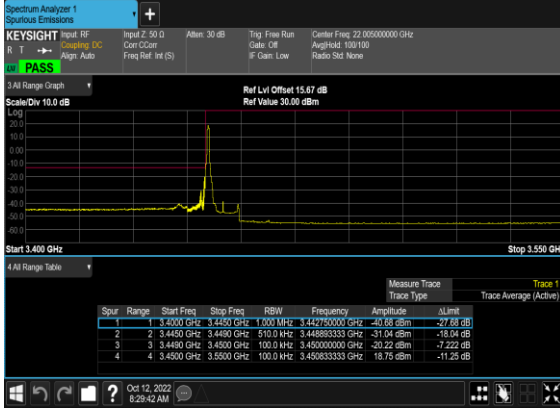 Spectrum Analyzer 1
Spurious Emissions
+
KEYSIGHT Input: RF Input Z: 50 Ω Atten: 30 dB Trig: Free Run Center Freq: 22.005000000 GHz
R T Coupling: DC Corr CCorr Gate: Off Avg|Hold: 100/100
Align: Auto Freq Ref: Int (S) IF Gain: Low Radio Std: None
PASS
3.All Range Graph
Ref Lvl Offset 15.67 dB
Scale/Div 10.0 dB Ref Value 30.00 dBm
Log
20.0
10.0
0.00
-10.0
-20.0
-30.0
-40.0
-50.0
-60.0
Start 3.400 GHz Stop 3.550 GH
4.All Range Table
Measure Trace Trace 1
Trace Type Trace Average (Active)
Spur Range Start Freq Stop Freq RBW Frequency Amplitude ΔLimit
1 1 3.4000 GHz 3.4450 GHz 1.000 MHz 3.442750000 GHz -40.68 dBm -27.68 dB
2 2 3.4450 GHz 3.4490 GHz 510.0 kHz 3.448893333 GHz -31.04 dBm -18.04 dB
3 3 3.4490 GHz 3.4500 GHz 100.0 kHz 3.450000000 GHz -20.22 dBm -7.222 dB
4 4 3.4500 GHz 3.5500 GHz 100.0 kHz 3.450833333 GHz 18.75 dBm -11.25 dB
?
Oct 12, 2022
8:29:42 AM